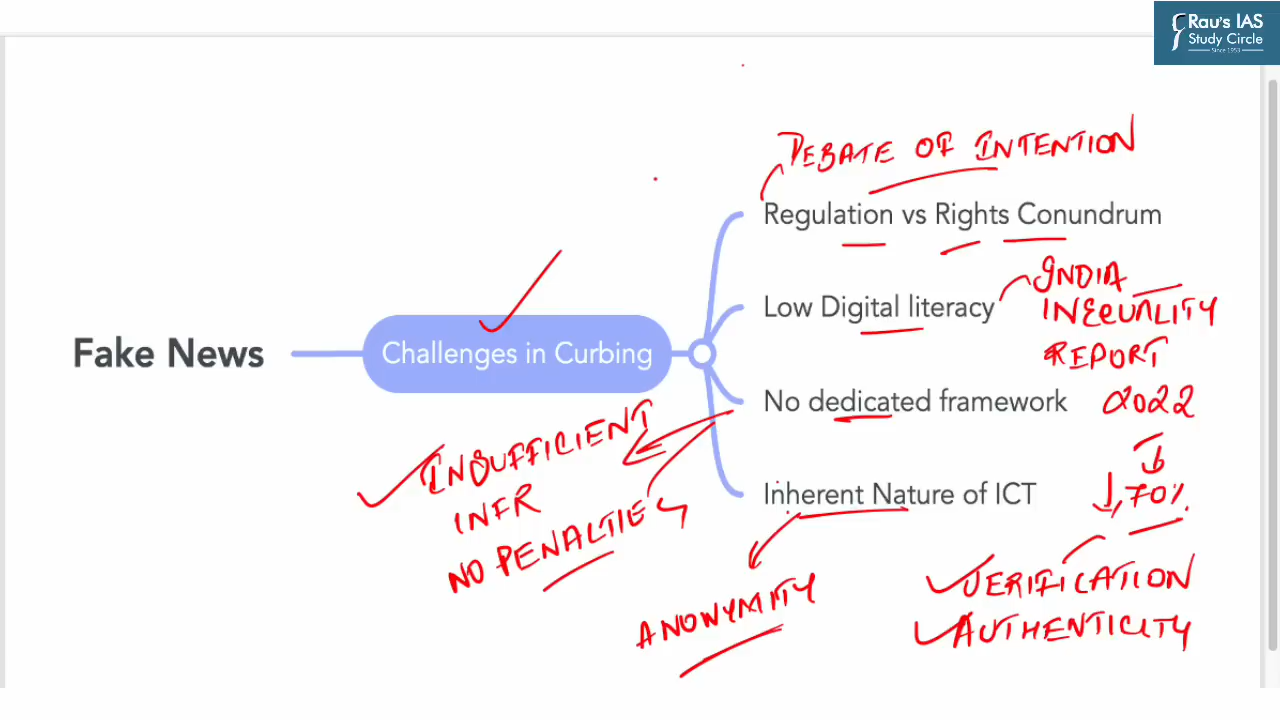 Rau's IAS
Study Circle
Since 1953
DEBATE OF INTENTION
Regulation vs Rights Conundrum
Low Digital literacy
INDIA
INEQUALITY
REPORT
2022
Fake News
Challenges in Curbing
No dedicated framework
INSUFFICIENT
INFR
NO PENALTIES
Inherent Nature of ICT
↓70%
ANONYMITY
VERIFICATION
AUTHENTICITY